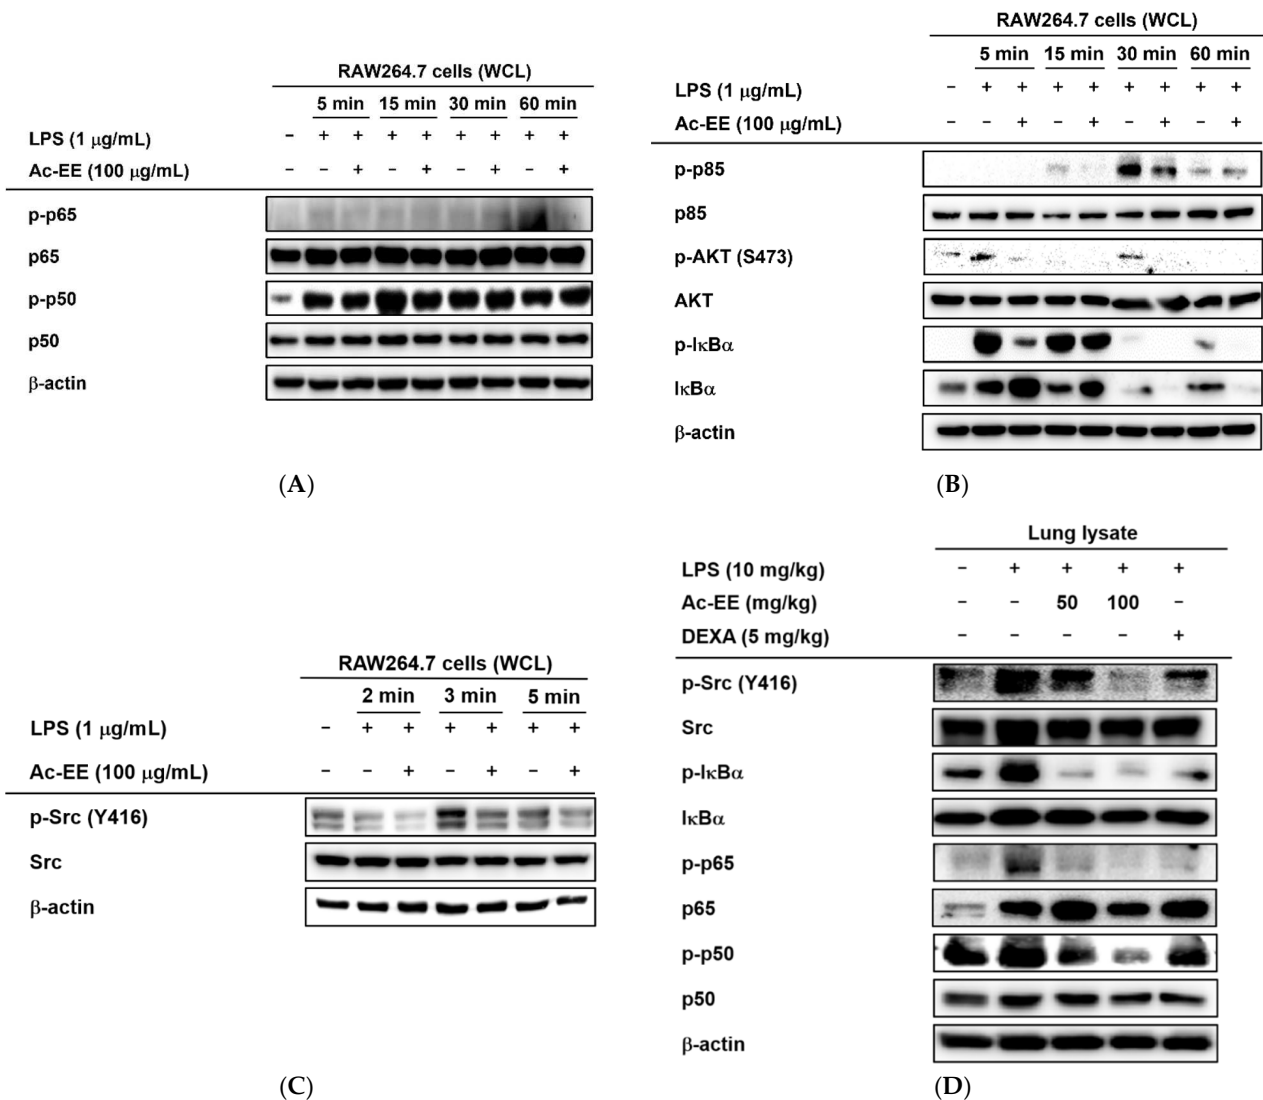 RAW264.7 cells (WCL)
5 min 15 min 30 min 60 min
LPS (1 μg/mL) – + + + + + + + +
Ac-EE (100 μg/mL) – – + – + – + – +
p-p65
p65
p-p50
p50
β-actin
(A)
RAW264.7 cells (WCL)
5 min 15 min 30 min 60 min
LPS (1 μg/mL) – + + + + + + + +
Ac-EE (100 μg/mL) – – + – + – + – +
p-p85
p85
p-AKT (S473)
AKT
p-IκBα
IκBα
β-actin
(B)
RAW264.7 cells (WCL)
2 min 3 min 5 min
LPS (1 μg/mL) – + + + + + +
Ac-EE (100 μg/mL) – – + – + – +
p-Src (Y416)
Src
β-actin
(C)
Lung lysate
LPS (10 mg/kg) – + + + +
Ac-EE (mg/kg) – – 50 100 –
DEXA (5 mg/kg) – – – – +
p-Src (Y416)
Src
p-IκBα
IκBα
p-p65
p65
p-p50
p50
β-actin
(D)